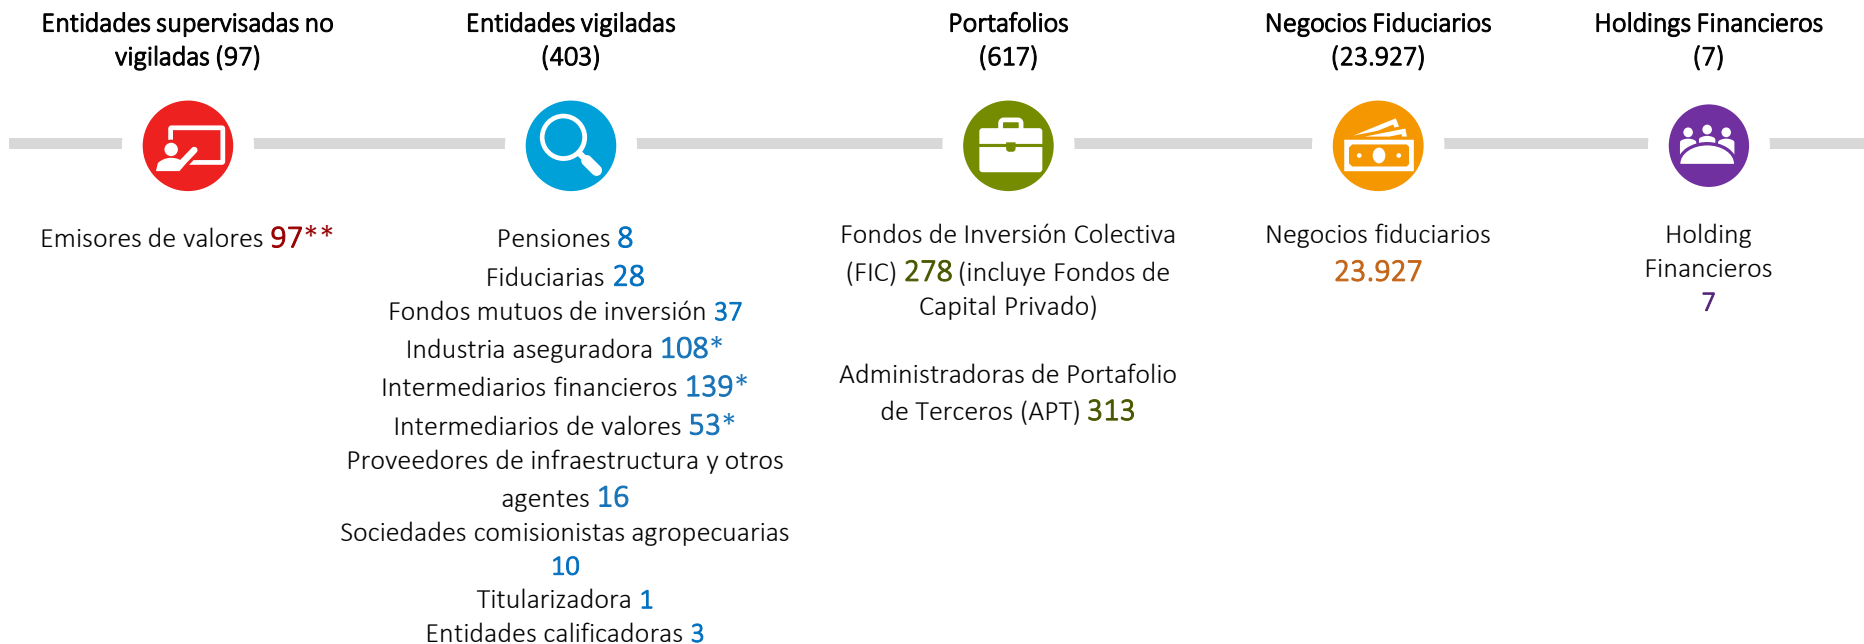 Entidades supervisadas no
vigiladas (97)
Emisores de valores 97**
Entidades vigiladas
(403)
Pensiones 8
Fiduciarias 28
Fondos mutuos de inversión 37
Industria aseguradora 108*
Intermediarios financieros 139*
Intermediarios de valores 53*
Proveedores de infraestructura y otros
agentes 16
Sociedades comisionistas agropecuarias
10
Titularizadora 1
Entidades calificadoras 3
Portafolios
(617)
Fondos de Inversión Colectiva
(FIC) 278 (incluye Fondos de
Capital Privado)
Administradoras de Portafolio
de Terceros (APT) 313
Negocios Fiduciarios
(23.927)
Negocios fiduciarios
23.927
Holdings Financieros
(7)
Holding
Financieros
7